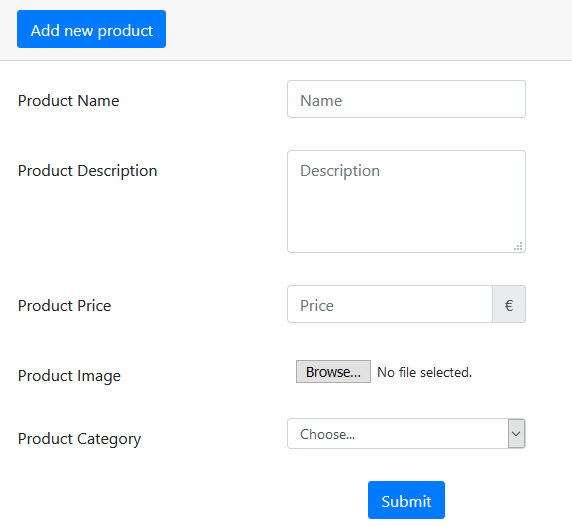 Add new product
Product Name
Name
Product Description
Description
Product Price
Price €
Product Image
Browse... No file selected.
Product Category
Choose...
Submit